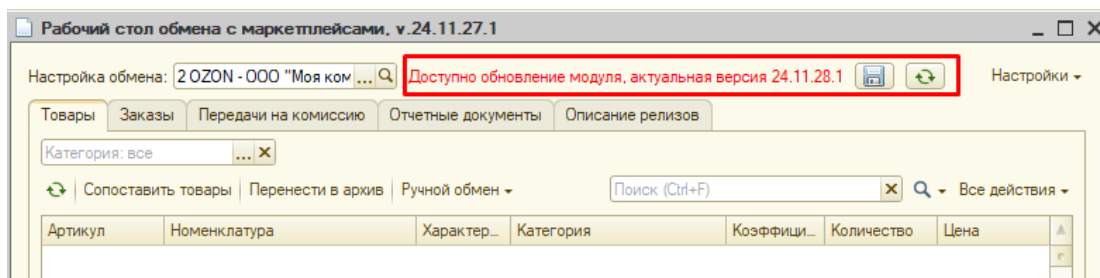 Рабочий стол обмена с маркетплейсами, v.24.11.27.1
Настройка обмена: 2 OZON - ООО "Моя ком ... Доступно обновление модуля, актуальная версия 24.11.28.1 Настройки
Товары Заказы Передачи на комиссию Отчетные документы Описание релизов
Категория: все ...
Сопоставить товары Перенести в архив Ручной обмен Поиск (Ctrl+F) Все действия
Артикул Номенклатура Характер... Категория Коэффици... Количество Цена